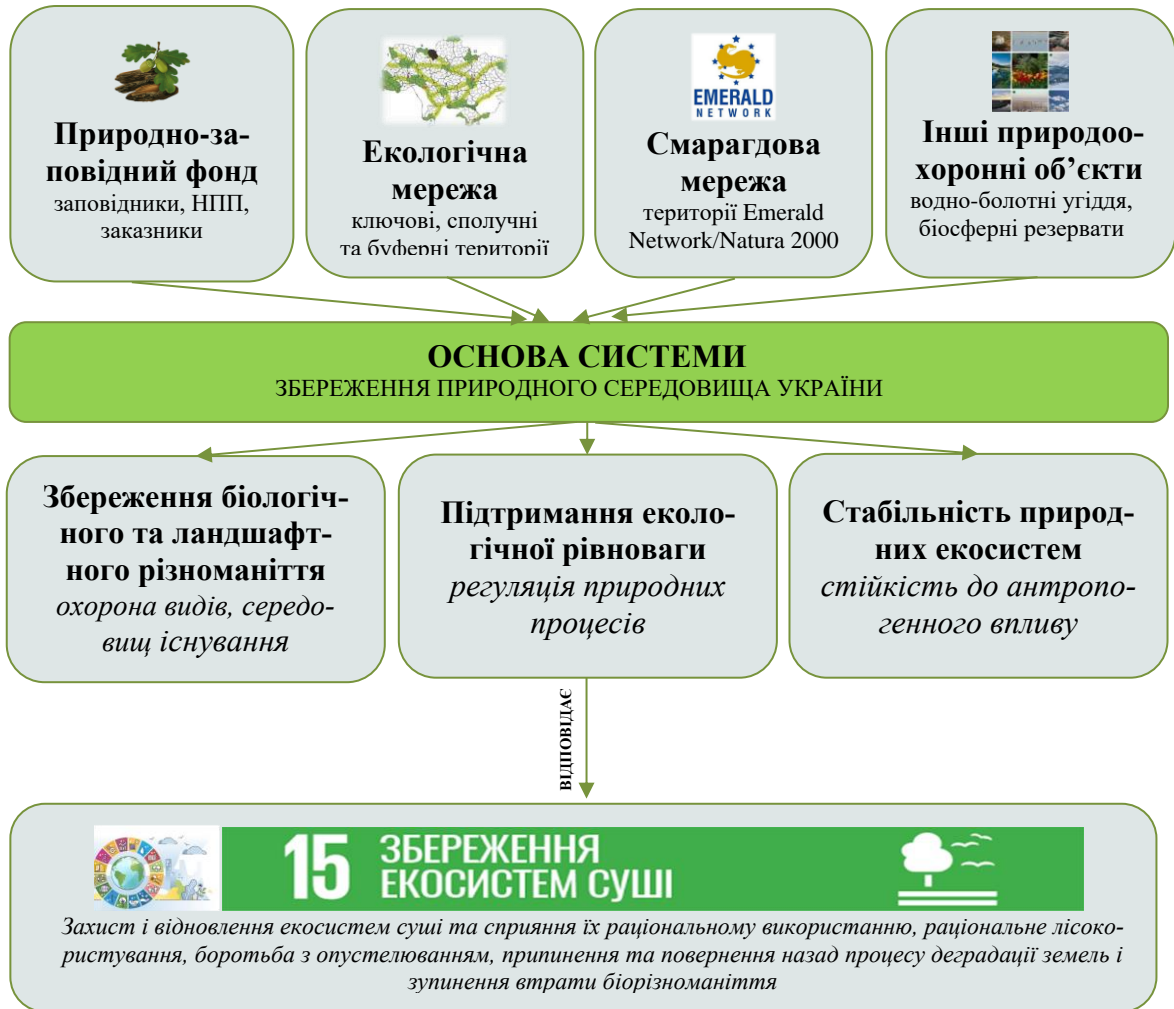 Природно-за-
повідний фонд
заповідники, НПП,
заказники
Екологічна
мережа
ключові, сполучні
та буферні території
EMERALD
NETWORK
Смарагдова
мережа
території Emerald
Network/Natura 2000
Інші природоо-
хоронні об’єкти
водно-болотні угіддя,
біосферні резервати
ОСНОВА СИСТЕМИ
ЗБЕРЕЖЕННЯ ПРИРОДНОГО СЕРЕДОВИЩА УКРАЇНИ
Збереження біологіч-
ного та ландшафт-
ного різноманіття
охорона видів, середо-
вищ існування
Підтримання еколо-
гічної рівноваги
регуляція природних
процесів
Стабільність природ-
них екосистем
стійкість до антропо-
генного впливу
ВІДПОВІДАЄ
15 ЗБЕРЕЖЕННЯ
ЕКОСИСТЕМ СУШІ
Захист і відновлення екосистем суші та сприяння їх раціональному використанню, раціональне лісоко-
ристування, боротьба з опустелюванням, припинення та повернення назад процесу деградації земель і
зупинення втрати біорізноманіття